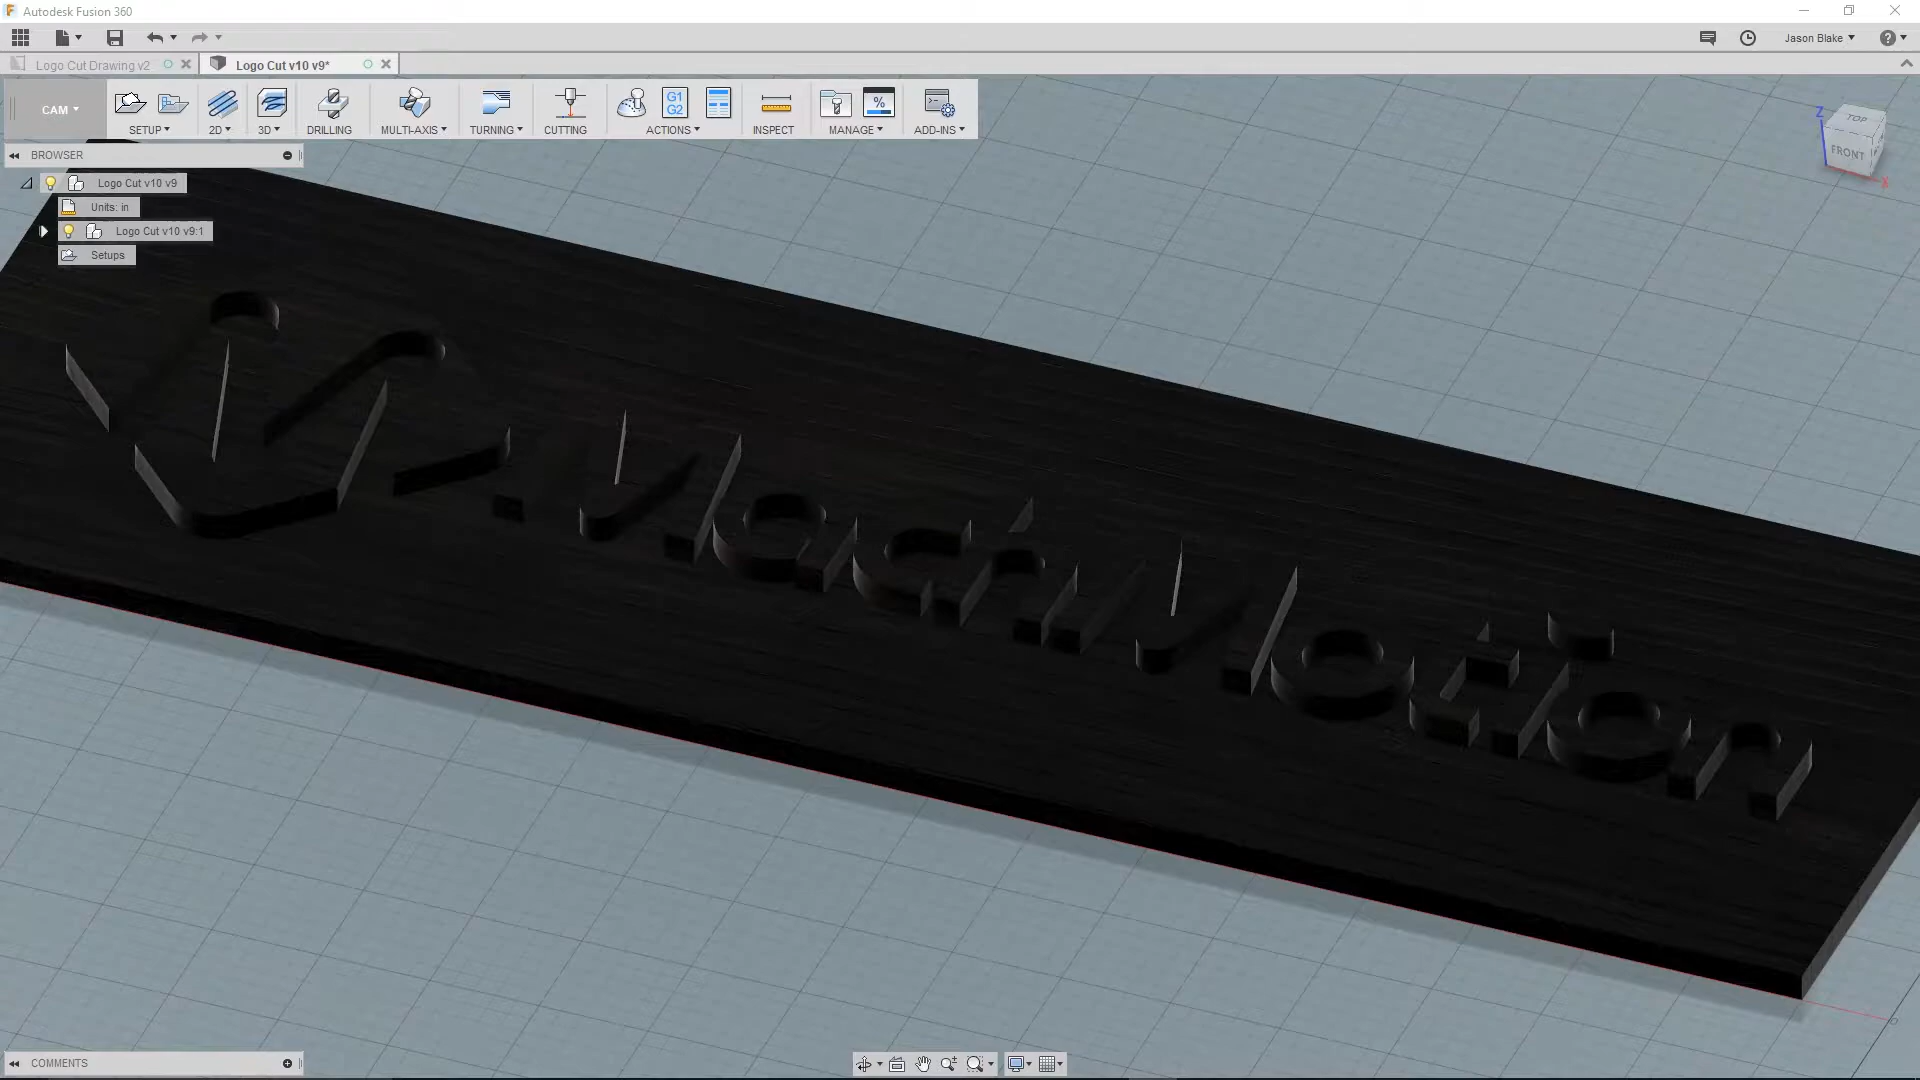 Autodesk Fusion 360
Jason Blake
Logo Cut Drawing v2
Logo Cut v10 v9*
CAM
SETUP
2D
3D
DRILLING
MULTI-AXIS
TURNING
CUTTING
G1
G2
ACTIONS
INSPECT
%
MANAGE
ADD-INS
Z
TOP
FRONT
X
BROWSER
Logo Cut v10 v9
Units: in
Logo Cut v10 v9:1
Setups
MachMotion
COMMENTS